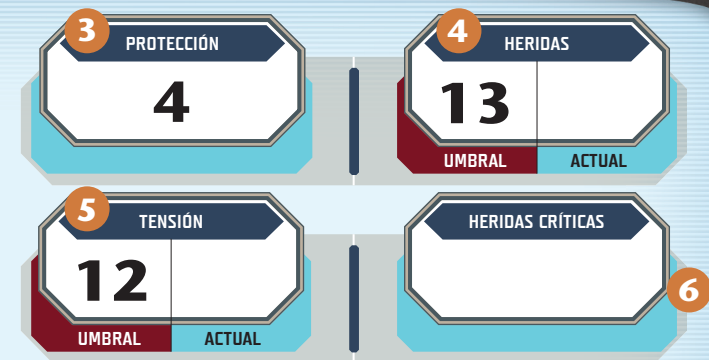 3 PROTECCIÓN
4
4 HERIDAS
13
UMBRAL ACTUAL
5 TENSIÓN
12
UMBRAL ACTUAL
HERIDAS CRÍTICAS
6